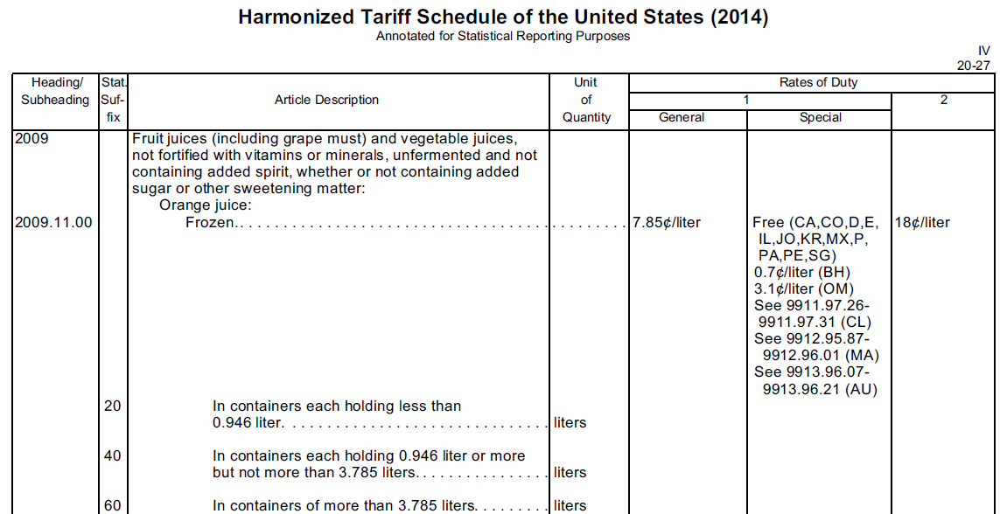 Harmonized Tariff Schedule of the United States (2014)
Annotated for Statistical Reporting Purposes
IV
20-27
Heading/
Subheading
Stat.
Suf-
fix
Article Description
Unit
of
Quantity
Rates of Duty
1
2
General
Special
2009
Fruit juices (including grape must) and vegetable juices,
not fortified with vitamins or minerals, unfermented and not
containing added spirit, whether or not containing added
sugar or other sweetening matter:
Orange juice:
2009.11.00
Frozen. . . . . . . . . . . . . . . . . . . . . . . . . . . . . . . . . . . . . . . . . . . . . . . .
7.85¢/liter
Free (CA,CO,D,E,
IL,JO,KR,MX,P,
PA,PE,SG)
0.7¢/liter (BH)
3.1¢/liter (OM)
See 9911.97.26-
9911.97.31 (CL)
See 9912.95.87-
9912.96.01 (MA)
See 9913.96.07-
9913.96.21 (AU)
18¢/liter
20
In containers each holding less than
0.946 liter. . . . . . . . . . . . . . . . . . . . . . . . . . . . . . liters
40
In containers each holding 0.946 liter or more
but not more than 3.785 liters. . . . . . . . . . . . . . . . liters
60
In containers of more than 3.785 liters. . . . . . . . . liters